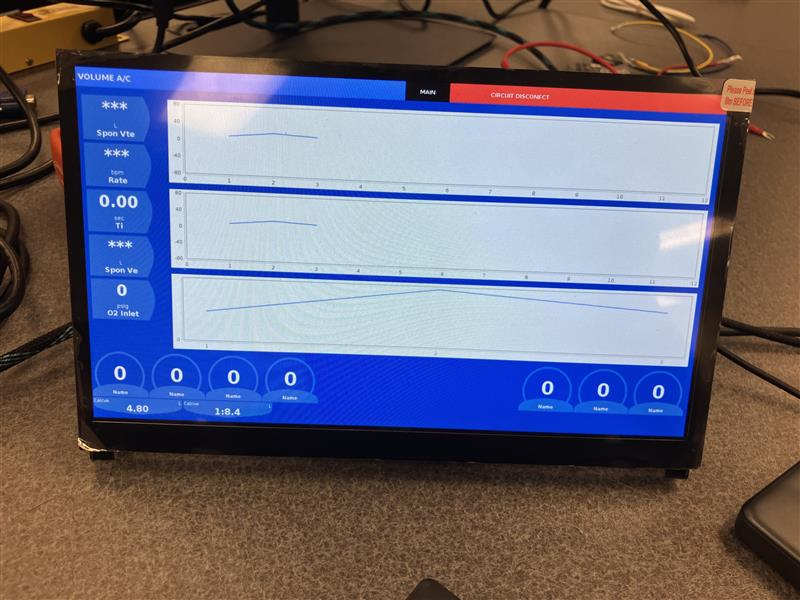 VOLUME A/C
MAIN
CIRCUIT DISCONECT
Please Peel
film BEFORE
***
L
Spon Vte
***
bpm
Rate
0.00
sec
Ti
***
L
Spon Ve
0
psig
O2 Inlet
80
40
0
-40
-80
0 1 2 3 4 5 6 7 8 9 10 11 12
80
40
0
-40
-80
0 1 2 3 4 5 6 7 8 9 10 11 12
0
1 2 3
0 0 0 0 0 0 0
Name Name Name Name Name Name Name
Calcve 4.80 L
Calcve 1:8.4 L